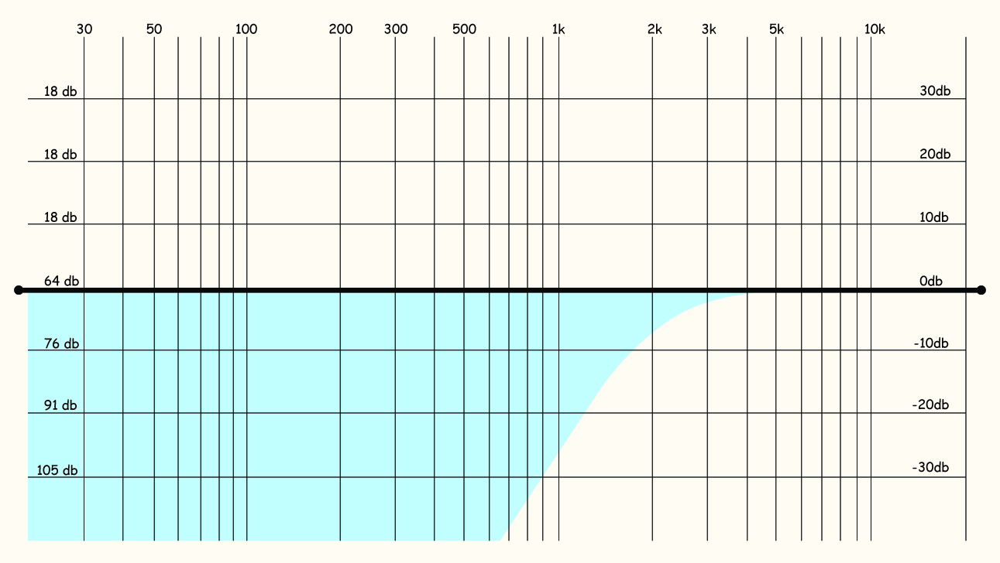 30 50 100 200 300 500 1k 2k 3k 5k 10k
18 db 30db
18 db 20db
18 db 10db
64 db 0db
76 db -10db
91 db -20db
105 db -30db